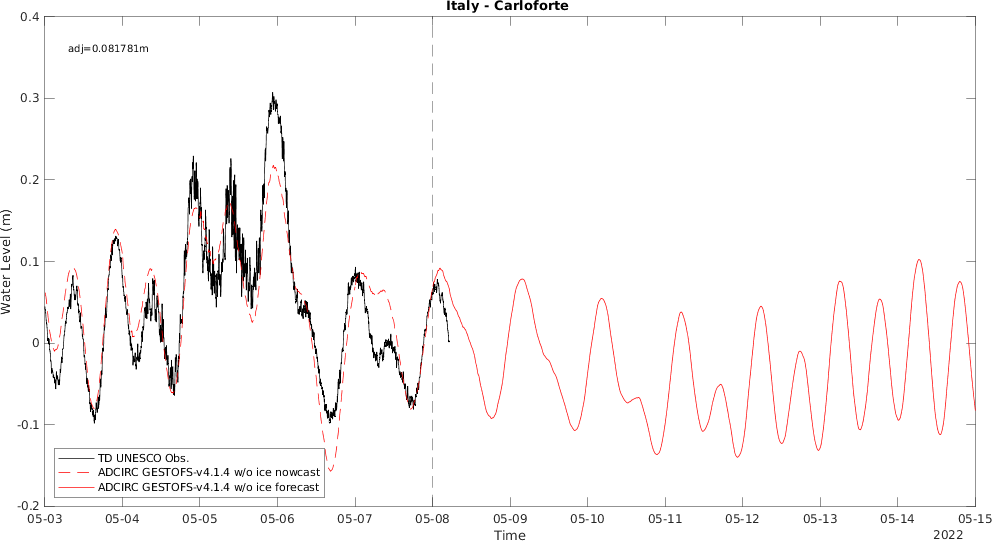 Italy - Carloforte
0.4
adj=0.081781m
0.3
0.2
0.1
0
-0.1
-0.2
Water Level (m)
TD UNESCO Obs.
ADCIRC GESTOFS-v4.1.4 w/o ice nowcast
ADCIRC GESTOFS-v4.1.4 w/o ice forecast
05-03 05-04 05-05 05-06 05-07 05-08 05-09 05-10 05-11 05-12 05-13 05-14 05-15
Time
2022